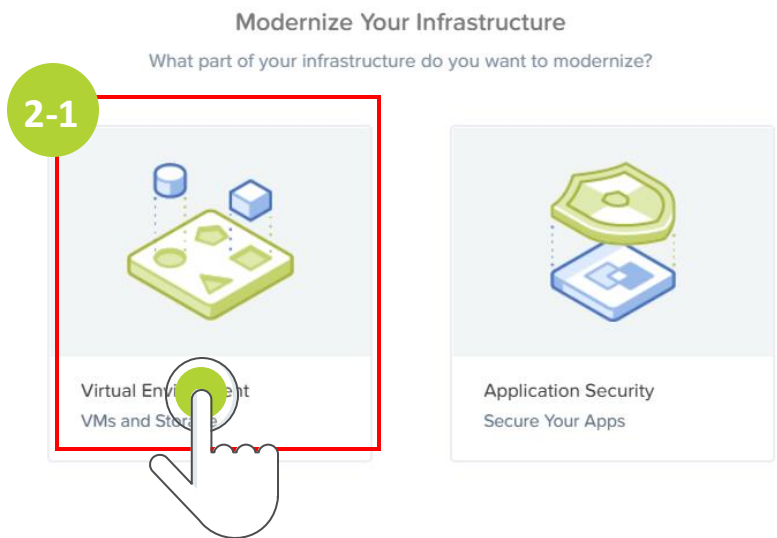 Modernize Your Infrastructure
What part of your infrastructure do you want to modernize?
2-1
Virtual
VMs and
Application Security
Secure Your Apps